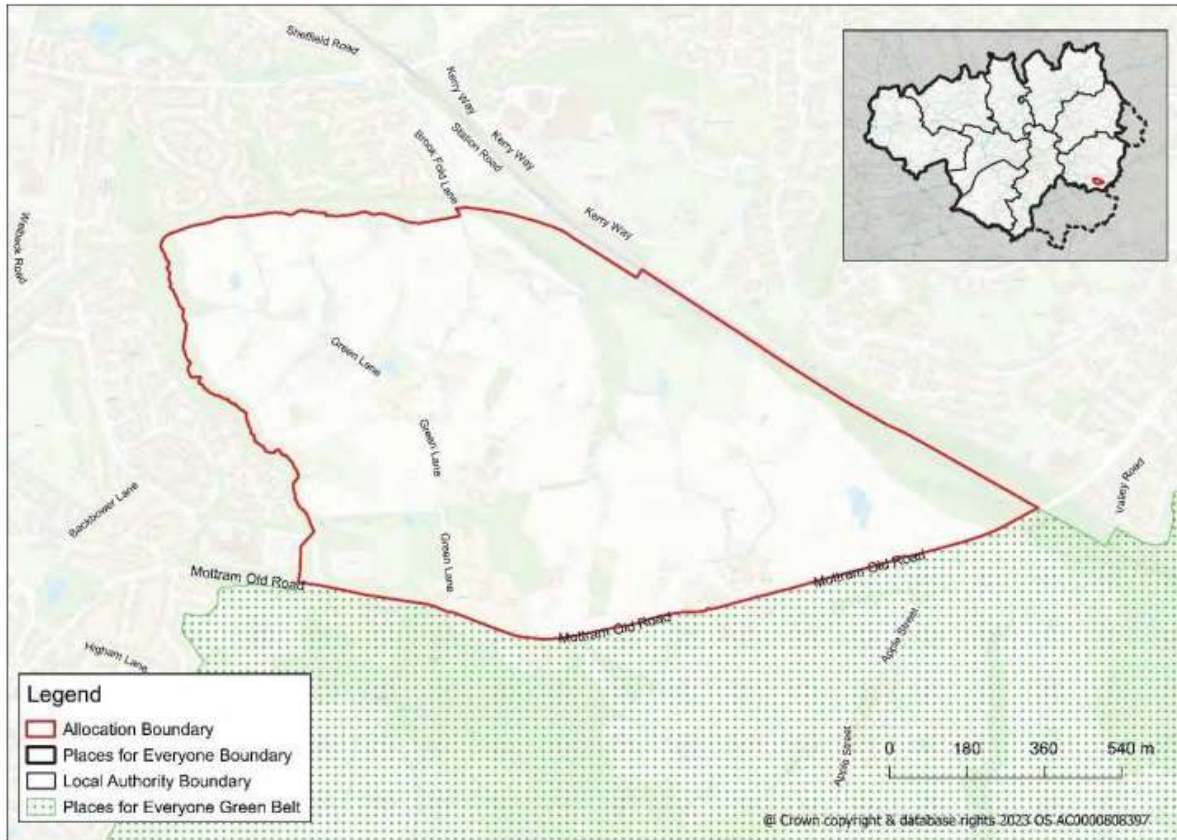 Sheffield Road
Kerry Way
Station Road
Kerry Way
Brook Fold Lane
Kerry Way
Werneth Road
Green Lane
Green Lane
Backbower Lane
Green Lane
Valley Road
Mottram Old Road
Mottram Old Road
Mottram Old Road
Apple Street
Higham Lane
Apple Street
Legend
Allocation Boundary
Places for Everyone Boundary
Local Authority Boundary
Places for Everyone Green Belt
0 180 360 540 m
@ Crown copyright & database rights 2023 OS AC0000808397